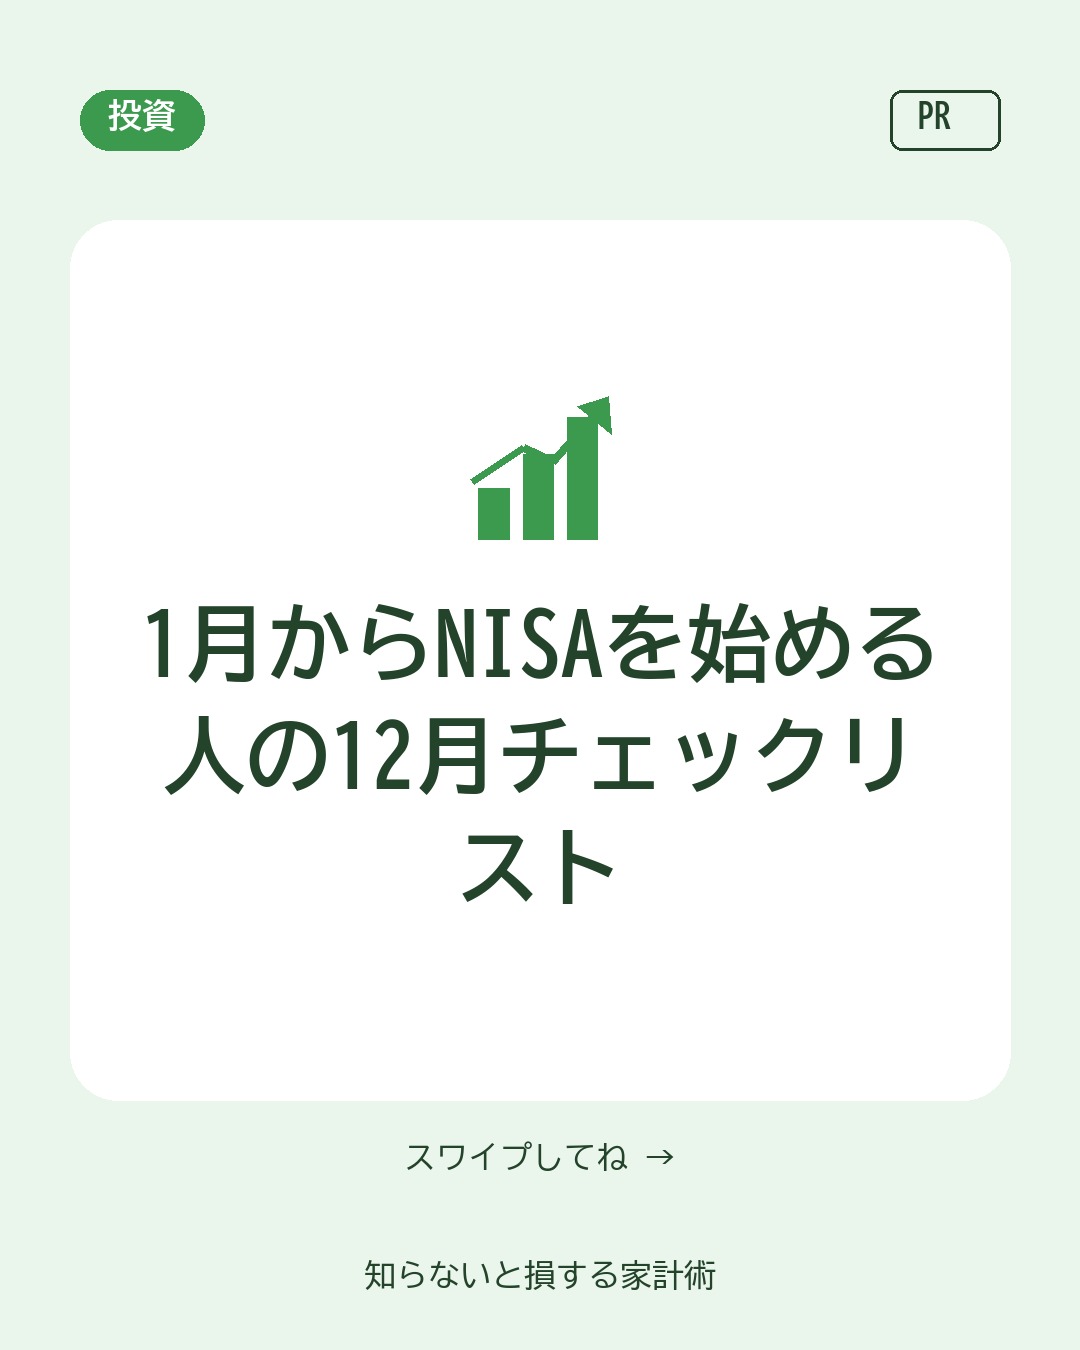 投資
PR
1月からNISAを始める
人の12月チェックリ
スト
スワイプしてね →
知らないと損する家計術